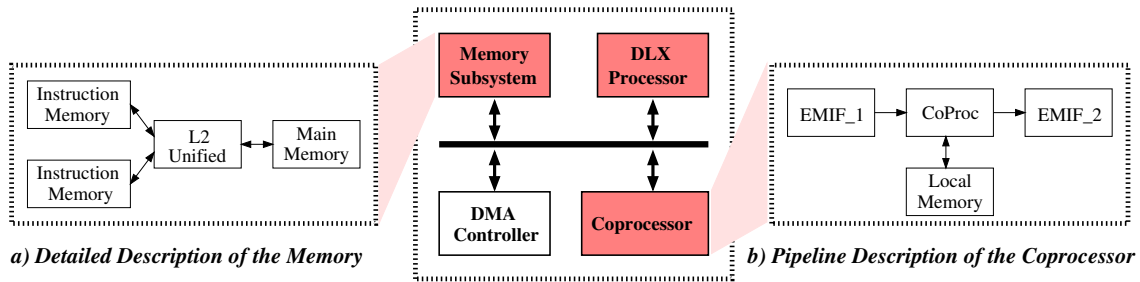 Instruction
Memory
Instruction
Memory
L2
Unified
Main
Memory
a) Detailed Description of the Memory
Memory
Subsystem
DLX
Processor
DMA
Controller
Coprocessor
EMIF_1
CoProc
EMIF_2
Local
Memory
b) Pipeline Description of the Coprocessor